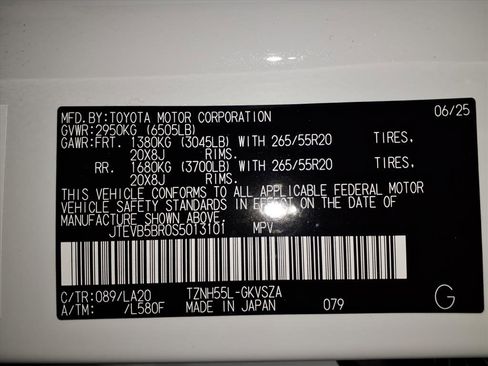 MFD.BY:TOYOTA MOTOR CORPORATION 06/25
GVWR:2950KG (6505LB)
GAWR:FRT. 1380KG (3045LB) WITH 265/55R20 TIRES,
20X8J RIMS.
RR. 1680KG (3700LB) WITH 265/55R20 TIRES,
20X8J RIMS.
THIS VEHICLE CONFORMS TO ALL APPLICABLE FEDERAL MOTOR
VEHICLE SAFETY STANDARDS IN EFFECT ON THE DATE OF
MANUFACTURE SHOWN ABOVE.
JTEVB5BR0S5013101 MPV
C/TR:089/LA20 TZNH55L-GKVSZA
A/TM: /L580F MADE IN JAPAN 079 G